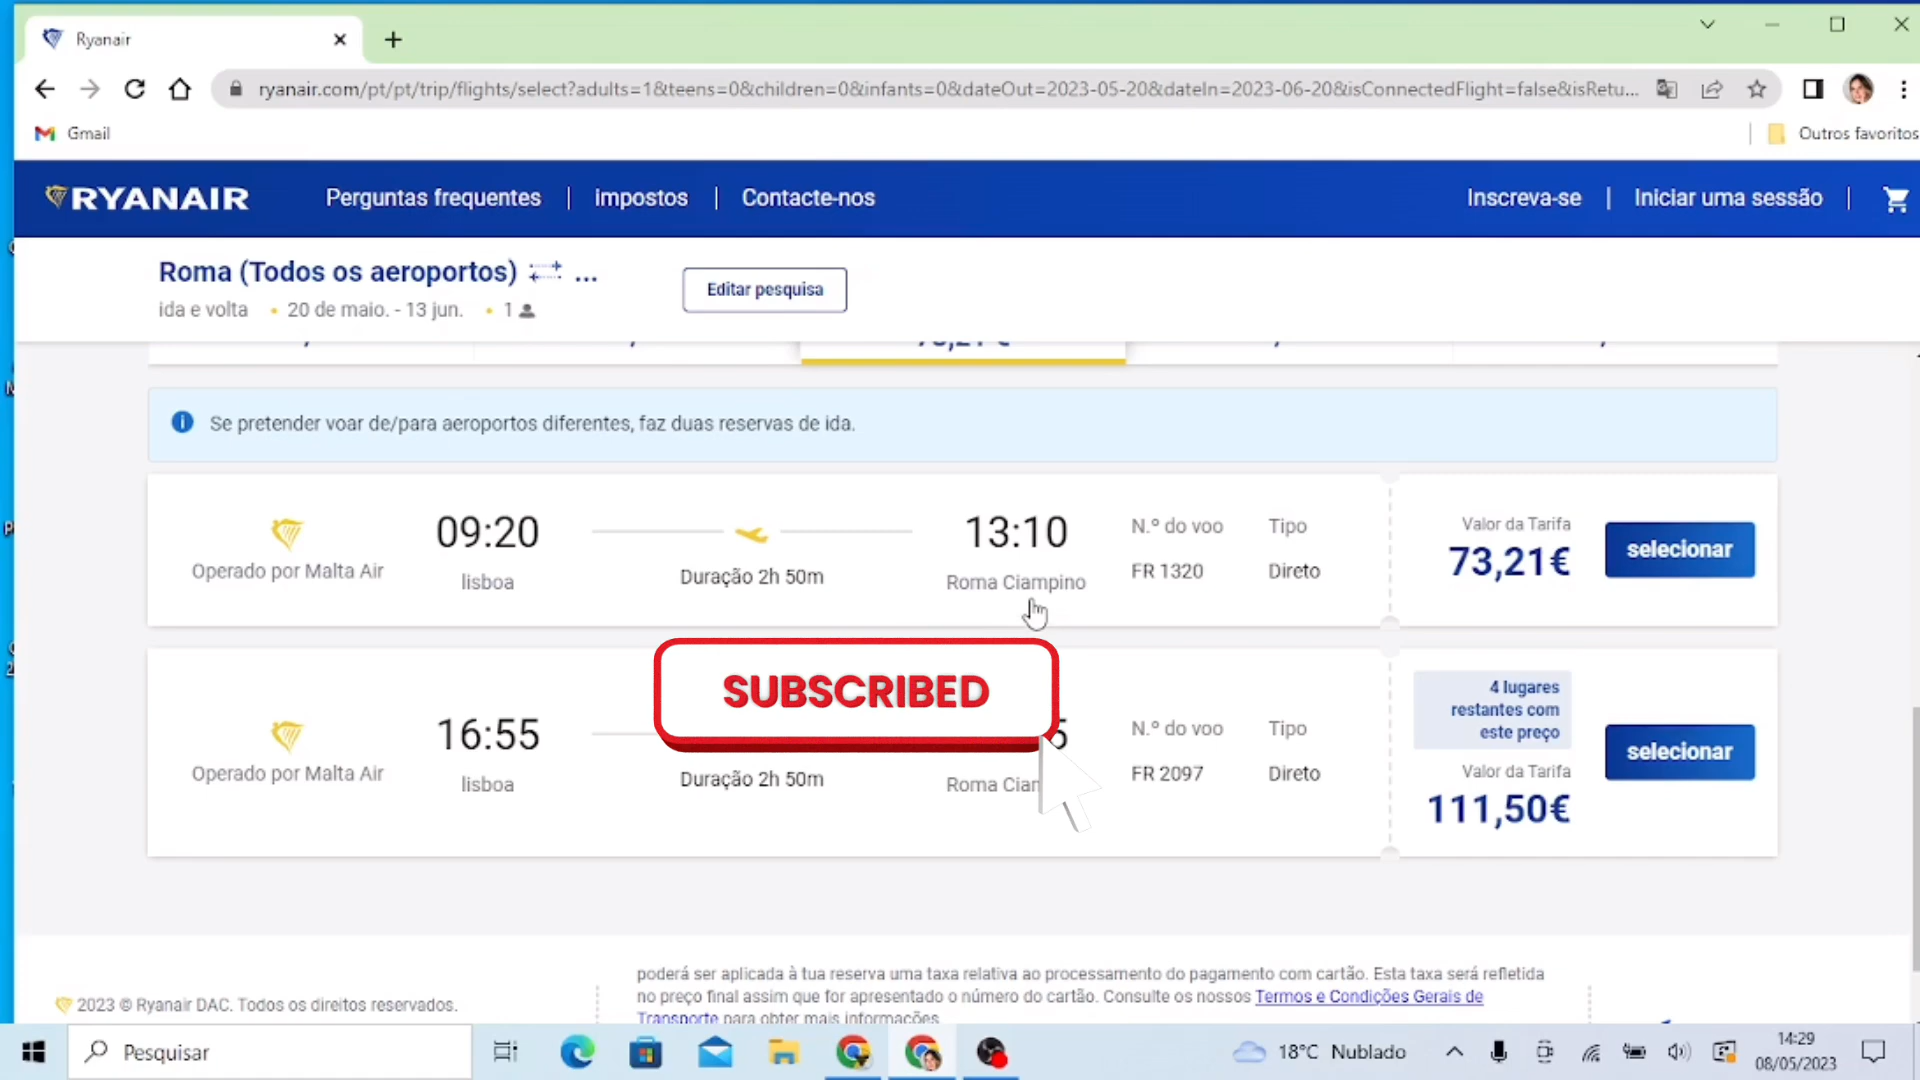 Ryanair
ryanair.com/pt/pt/trip/flights/select?adults=1&teens=0&children=0&infants=0&dateOut=2023-05-20&dateIn=2023-06-20&isConnectedFlight=false&isRetu...
Gmail
Outros favoritos
RYANAIR
Perguntas frequentes | impostos | Contacte-nos
Inscreva-se | Iniciar uma sessão |
Roma (Todos os aeroportos) ...
Editar pesquisa
ida e volta • 20 de maio. - 13 jun. • 1
Se pretender voar de/para aeroportos diferentes, faz duas reservas de ida.
09:20
13:10
N.º do voo
Tipo
Valor da Tarifa
73,21€
selecionar
Operado por Malta Air
lisboa
Duração 2h 50m
Roma Ciampino
FR 1320
Direto
SUBSCRIBED
4 lugares
restantes com
este preço
16:55
5
N.º do voo
Tipo
selecionar
Operado por Malta Air
lisboa
Duração 2h 50m
Roma
FR 2097
Direto
Valor da Tarifa
111,50€
poderá ser aplicada à tua reserva uma taxa relativa ao processamento do pagamento com cartão. Esta taxa será refletida
no preço final assim que for apresentado o número do cartão. Consulte os nossos Termos e Condições Gerais de
Transporte para obter mais informações
2023 © Ryanair DAC. Todos os direitos reservados.
Pesquisar
18°C Nublado
14:29
08/05/2023